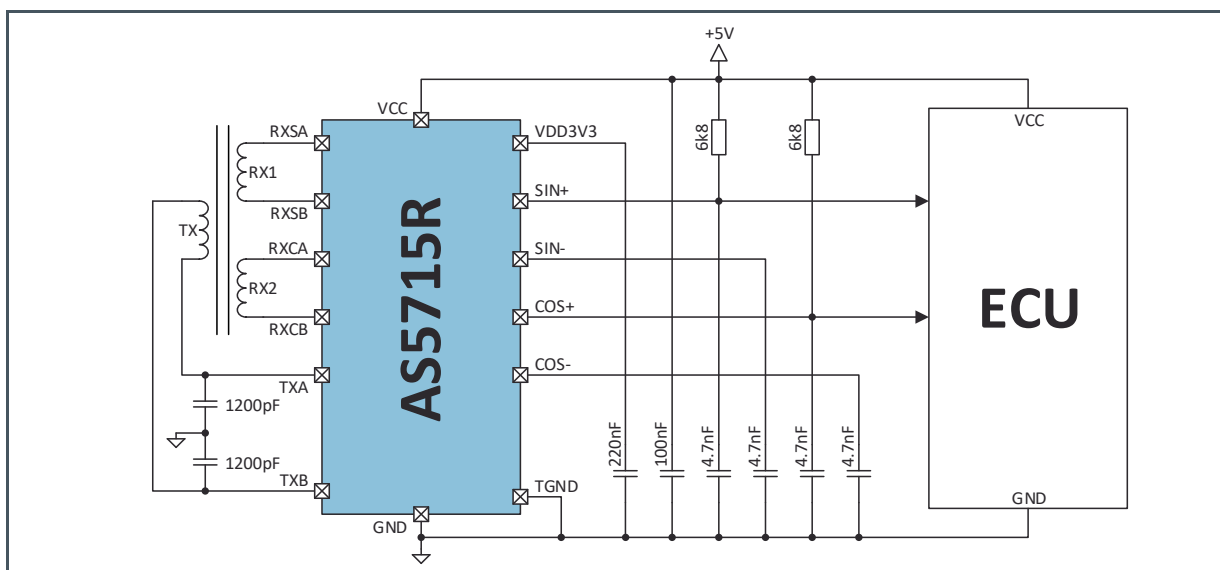 +5V
VCC
VCC
RXSA
VDD3V3
6k8
6k8
RX1
SIN+
RXSB
TX
RXCA
SIN-
RX2
COS+
RXCB
COS-
TXA
AS5715R
ECU
1200pF
1200pF
220nF
100nF
4.7nF
4.7nF
4.7nF
4.7nF
TXB
TGND
GND
GND